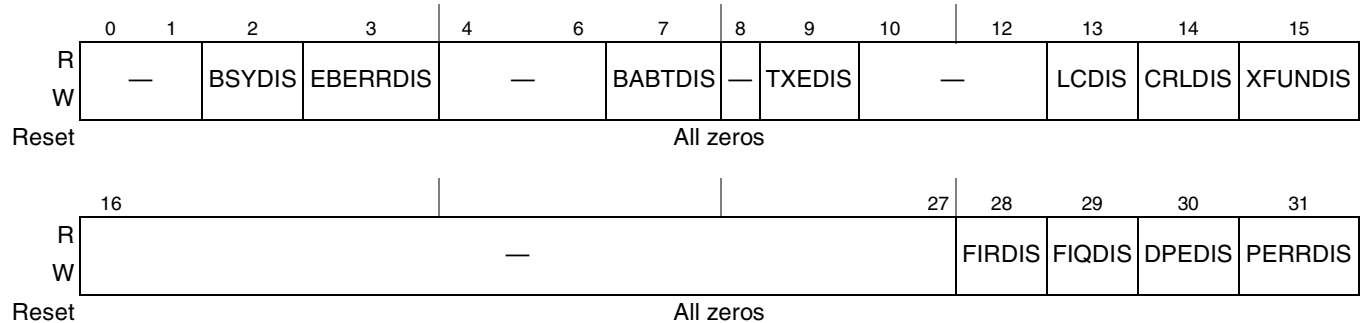 0 1 2 3 4 6 7 8 9 10 12 13 14 15
R
— BSYDIS EBERRDIS — BABTDIS — TXEDIS — LCDIS CRLDIS XFUNDIS
W
Reset All zeros
16 27 28 29 30 31
R
— FIRDIS FIQDIS DPEDIS PERRDIS
W
Reset All zeros